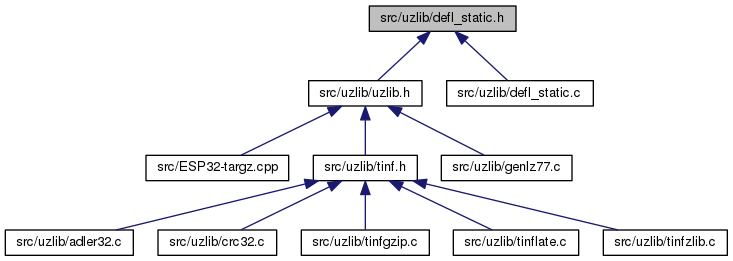 src/uzlib/defl_static.h
src/uzlib/uzlib.h
src/uzlib/defl_static.c
src/ESP32-targz.cpp
src/uzlib/tinf.h
src/uzlib/genlz77.c
src/uzlib/adler32.c
src/uzlib/crc32.c
src/uzlib/tinfgzip.c
src/uzlib/tinflate.c
src/uzlib/tinfzlib.c